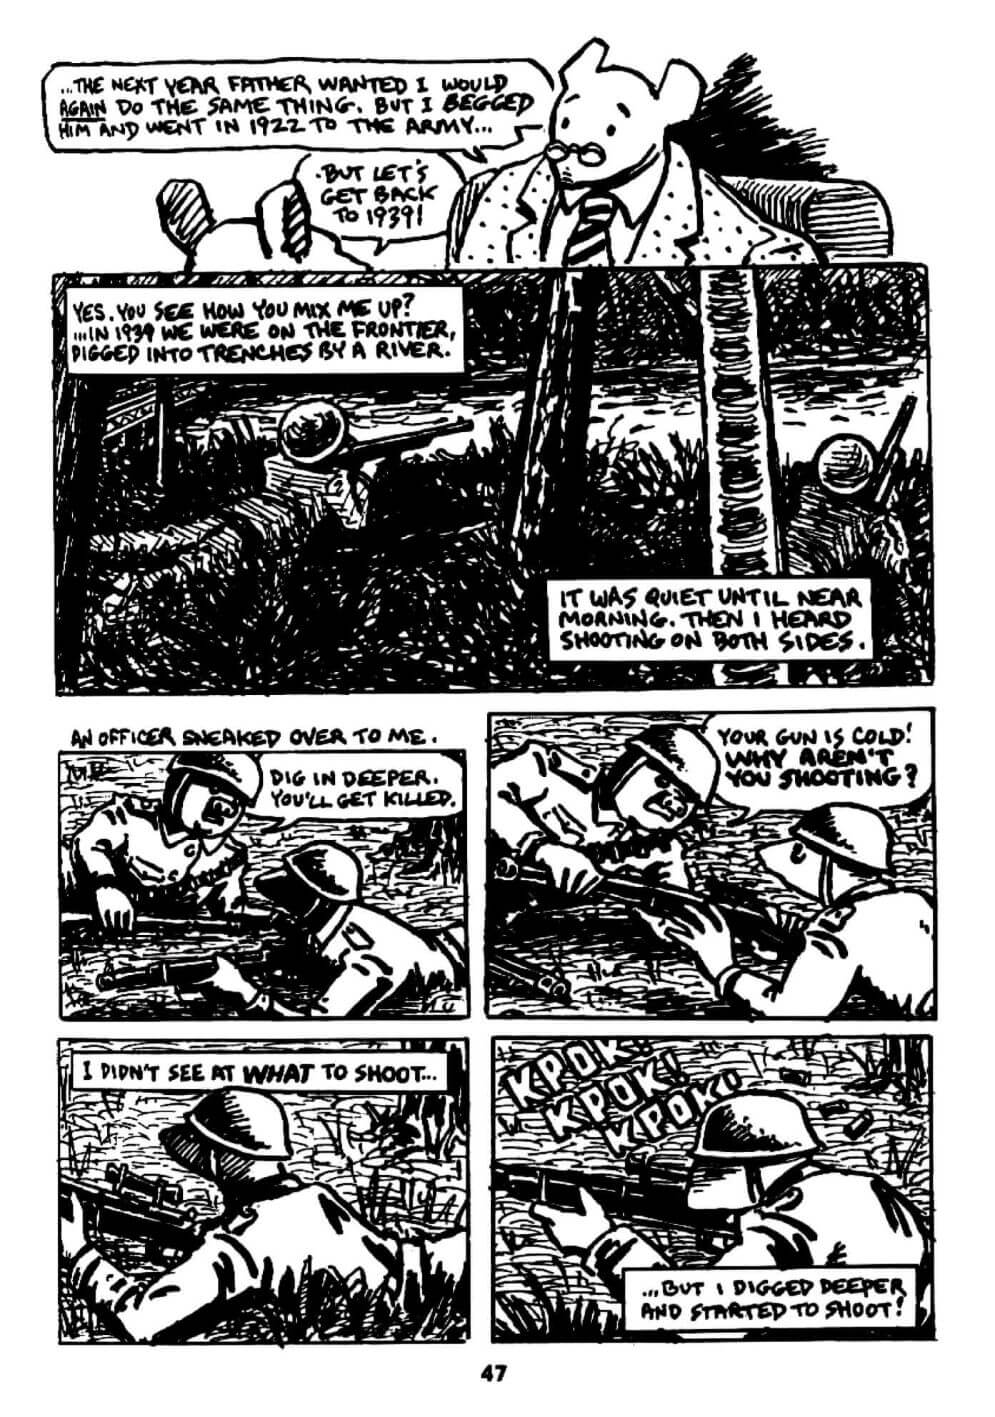 ...THE NEXT YEAR FATHER WANTED I WOULD
AGAIN DO THE SAME THING. BUT I BEGGED
HIM AND WENT IN 1922 TO THE ARMY...
BUT LET'S
GET BACK
TO 1939!
YES. YOU SEE HOW YOU MIX ME UP?
...IN 1939 WE WERE ON THE FRONTIER,
DIGGED INTO TRENCHES BY A RIVER.
IT WAS QUIET UNTIL NEAR
MORNING. THEN I HEARD
SHOOTING ON BOTH SIDES.
AN OFFICER SNEAKED OVER TO ME.
DIG IN DEEPER.
YOU'LL GET KILLED.
YOUR GUN IS COLD!
WHY AREN'T
YOU SHOOTING?
I DIDN'T SEE AT WHAT TO SHOOT...
KPOK!
KPOK!
KPOK!
...BUT I DIGGED DEEPER
AND STARTED TO SHOOT!
47